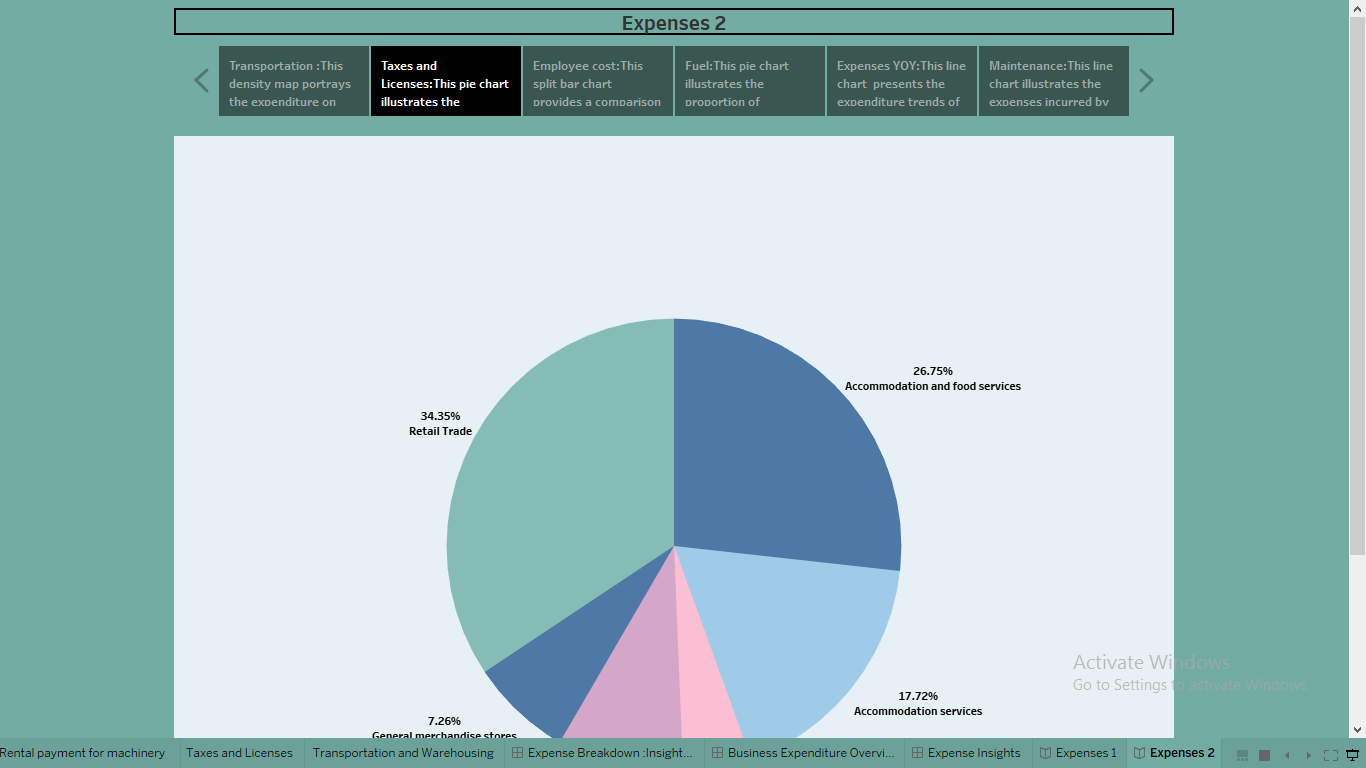 Expenses 2
Transportation :This
density map portrays
the expenditure on
Taxes and
Licenses:This pie chart
illustrates the
Employee cost:This
split bar chart
provides a comparison
Fuel:This pie chart
illustrates the
proportion of
Expenses YOY:This line
chart presents the
expenditure trends of
Maintenance:This line
chart illustrates the
expenses incurred by
26.75%
Accommodation and food services
34.35%
Retail Trade
17.72%
Accommodation services
7.26%
General merchandise stores
Activate Windows
Go to Settings to activate Windows.
Rental payment for machinery
Taxes and Licenses
Transportation and Warehousing
Expense Breakdown :Insight...
Business Expenditure Overvi...
Expense Insights
Expenses 1
Expenses 2